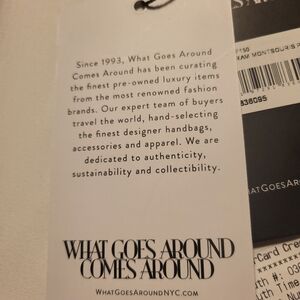 Since 1993, What Goes Around
Comes Around has been curating
the finest pre-owned luxury items
from the most renowned fashion
brands. Our expert team of buyers
travel the world, hand-selecting
the finest designer handbags,
accessories and apparel. We are
dedicated to authenticity,
sustainability and collectibility.
WHAT GOES AROUND
COMES AROUND
WHATGOESAROUNDNYC.COM
MONTSOURIS